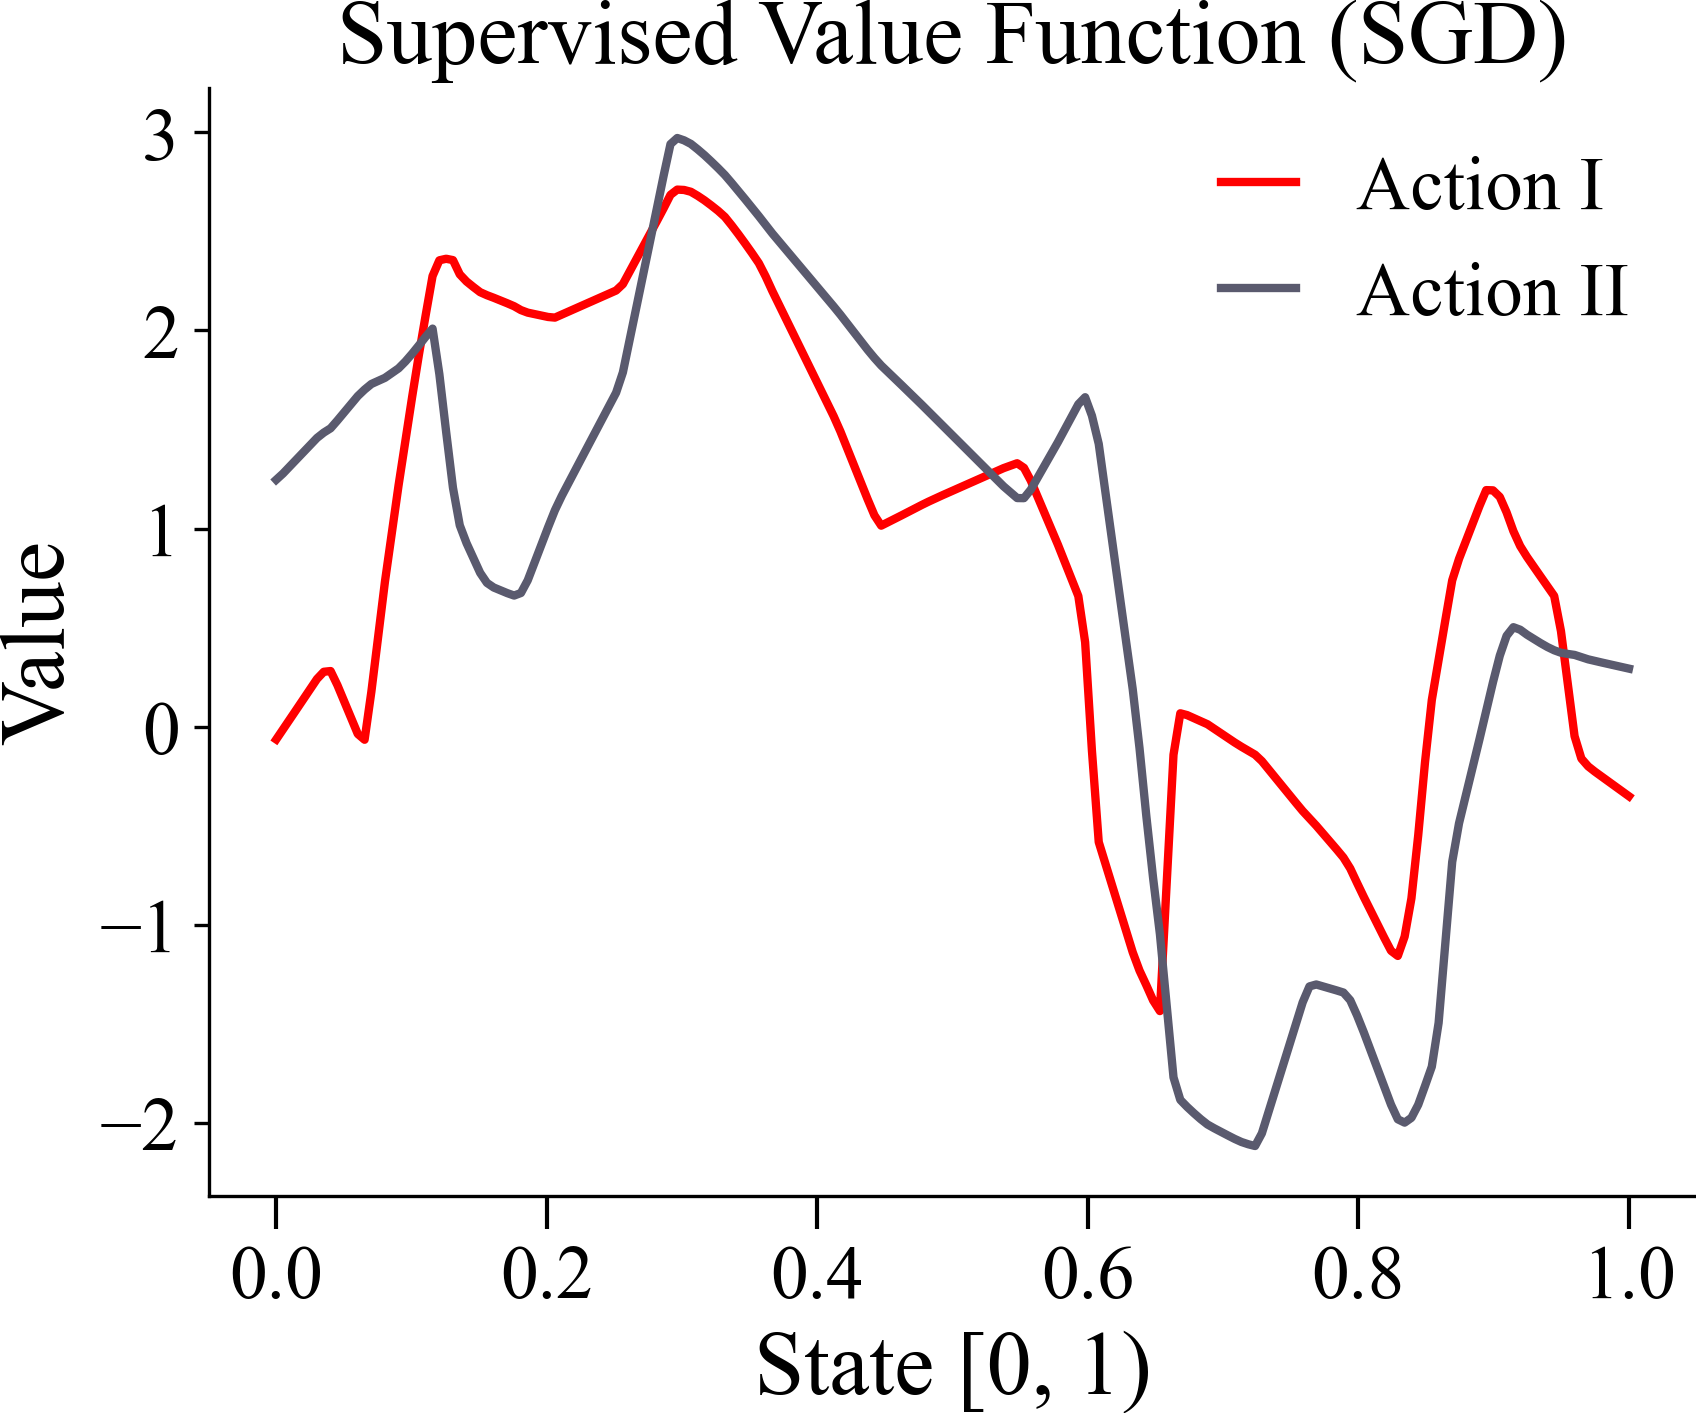 Supervised Value Function (SGD)
3
2
1
0
−1
−2
Value
Action I
Action II
0.0 0.2 0.4 0.6 0.8 1.0
State [0, 1)